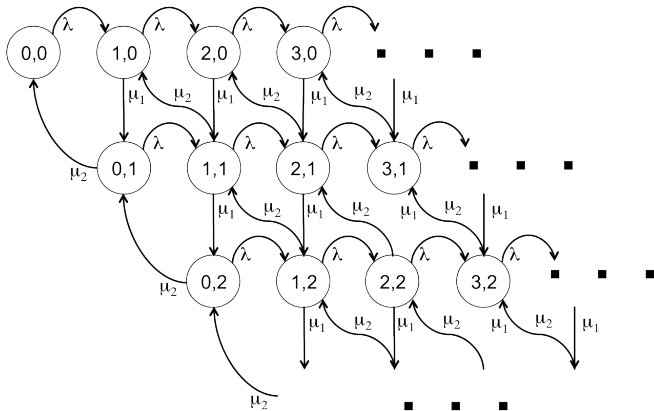 λ λ λ λ
0,0 1,0 2,0 3,0
μ1 μ2 μ1 μ2 μ1 μ2 μ1
λ λ λ λ
μ2 0,1 1,1 2,1 3,1
μ1 μ2 μ1 μ2 μ1 μ2 μ1
λ λ λ λ
μ2 0,2 1,2 2,2 3,2
μ1 μ2 μ1 μ2 μ1 μ2 μ1
μ2